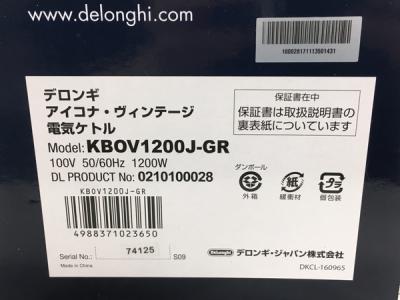 www.delonghi.com
1000028171113501431
デロンギ
アイコナ・ヴィンテージ
電気ケトル
Model: KBOV1200J-GR
100V 50/60Hz 1200W
DL PRODUCT No: 0210100028
保証書在中
保証書は取扱説明書の
裏表紙についています
KBOV1200J-GR
4988371023650
ダンボール
外箱
紙
緩衝材
プラ
個包装
Serial No.: 74125 S09
Made in China
DeLonghi デロンギ・ジャパン株式会社
DKCL-160965